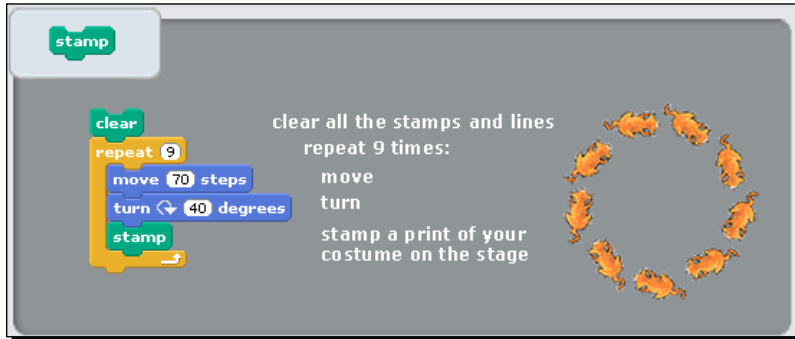 stamp
clear
repeat 9
move 70 steps
turn 40 degrees
stamp
clear all the stamps and lines
repeat 9 times:
move
turn
stamp a print of your
costume on the stage